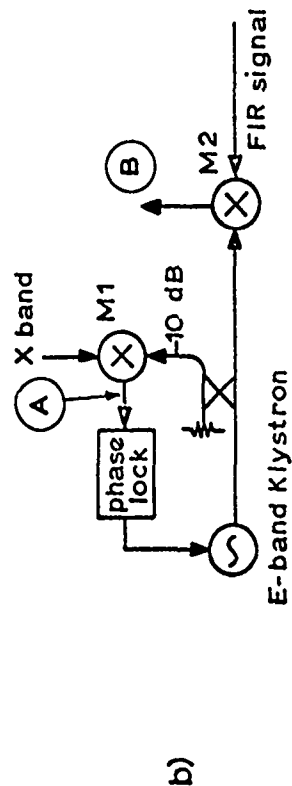 b)
X band
A
M1
phase
lock
-10 dB
B
M2
FIR signal
E-band Klystron